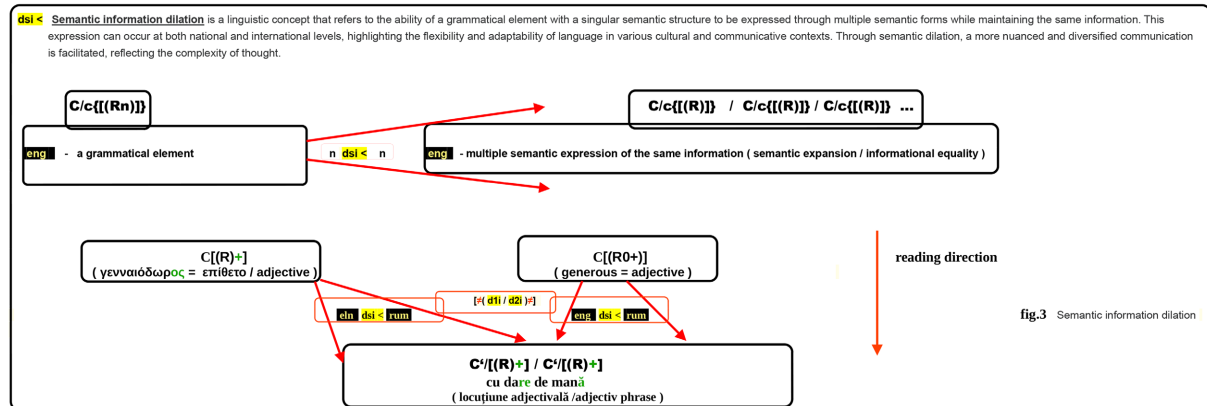 dsi < Semantic information dilation is a linguistic concept that refers to the ability of a grammatical element with a singular semantic structure to be expressed through multiple semantic forms while maintaining the same information. This
expression can occur at both national and international levels, highlighting the flexibility and adaptability of language in various cultural and communicative contexts. Through semantic dilation, a more nuanced and diversified communication
is facilitated, reflecting the complexity of thought.
C/c{[(Rn)]}
C/c{[(R)]} / C/c{[(R)]} / C/c{[(R)]} ...
eng - a grammatical element
n dsi < n
eng - multiple semantic expression of the same information ( semantic expansion / informational equality )
C[(R)+]
( γενναιόδωρος = επίθετο / adjective )
C[(R0+)]
( generous = adjective )
reading direction
[≠( d1i / d2i )≠]
eln dsi < rum
eng dsi < rum
fig.3 Semantic information dilation
C‘/[(R)+] / C‘/[(R)+]
cu dare de mană
( locuțiune adjectivală /adjectiv phrase )